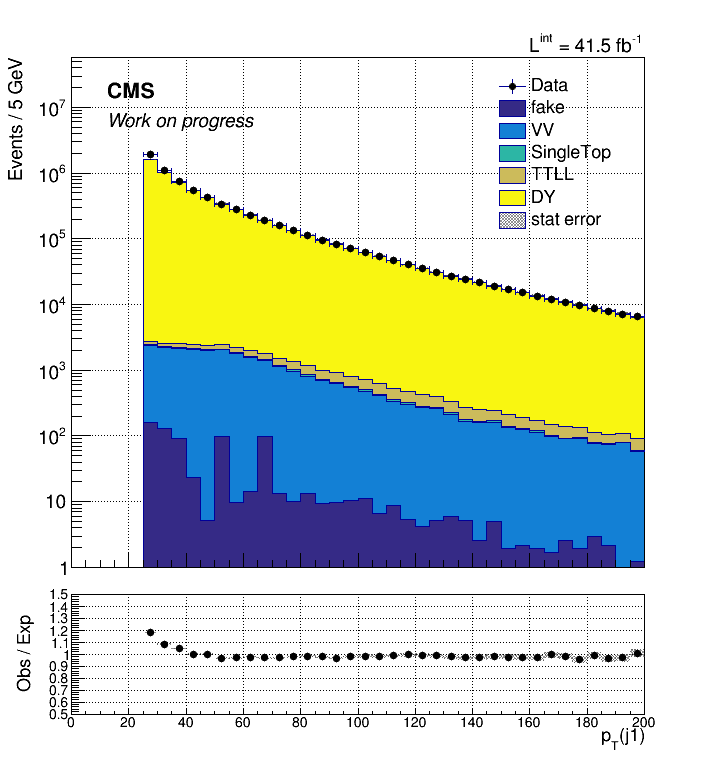 L^int = 41.5 fb^-1
Events / 5 GeV
CMS
Work on progress
Data
fake
VV
SingleTop
TTLL
DY
stat error
10^7
10^6
10^5
10^4
10^3
10^2
10
1
Obs / Exp
1.5
1.4
1.3
1.2
1.1
1
0.9
0.8
0.7
0.6
0.5
0 20 40 60 80 100 120 140 160 180 200
p_T(j1)